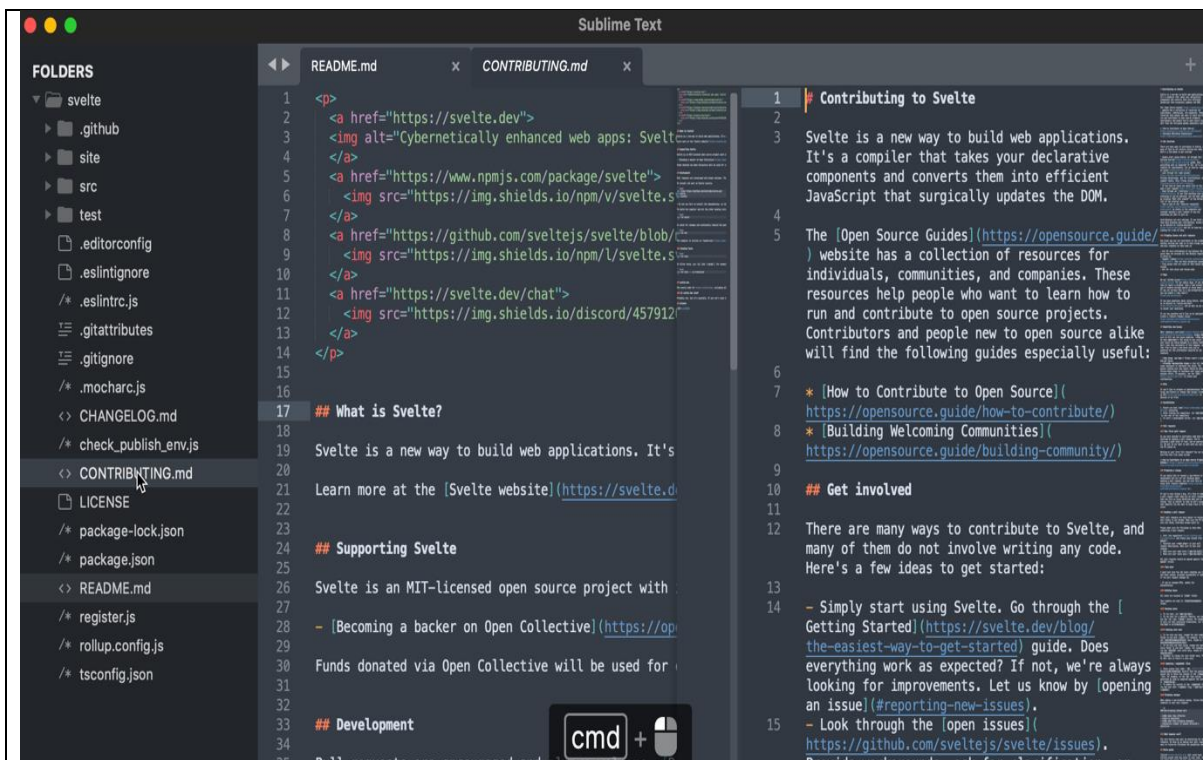 Sublime Text
FOLDERS
svelte
.github
site
src
test
.editorconfig
.eslintignore
.eslintrc.js
.gitattributes
.gitignore
/* .mocharc.js
<> CHANGELOG.md
/* check_publish_env.js
<> CONTRIBUTING.md
LICENSE
/* package-lock.json
/* package.json
<> README.md
/* register.js
/* rollup.config.js
/* tsconfig.json
README.md ×
CONTRIBUTING.md ×
1 <p>
2 <a href="https://svelte.dev">
3 <img alt="Cybernetically enhanced web apps: Svelt
4 </a>
5 <a href="https://www.npmjs.com/package/svelte">
6 <img src="https://img.shields.io/npm/v/svelte.s
7 </a>
8 <a href="https://github.com/sveltejs/svelte/blob/
9 <img src="https://img.shields.io/npm/l/svelte.s
10 </a>
11 <a href="https://svelte.dev/chat">
12 <img src="https://img.shields.io/discord/457912
13 </a>
14 </p>
15
16
17 ## What is Svelte?
18
19 Svelte is a new way to build web applications. It's
20
21 Learn more at the [Svelte website](https://svelte.d
22
23
24 ## Supporting Svelte
25
26 Svelte is an MIT-licensed open source project with
27
28 - [Becoming a backer on Open Collective](https://op
29
30 Funds donated via Open Collective will be used for
31
32
33 ## Development
34
1 # Contributing to Svelte
2
3 Svelte is a new way to build web applications.
It's a compiler that takes your declarative
components and converts them into efficient
JavaScript that surgically updates the DOM.
4
5 The [Open Source Guides](https://opensource.guide/
) website has a collection of resources for
individuals, communities, and companies. These
resources help people who want to learn how to
run and contribute to open source projects.
Contributors and people new to open source alike
will find the following guides especially useful:
6
7 * [How to Contribute to Open Source](
https://opensource.guide/how-to-contribute/)
8 * [Building Welcoming Communities](
https://opensource.guide/building-community/)
9
10 ## Get involved
11
12 There are many ways to contribute to Svelte, and
many of them do not involve writing any code.
Here's a few ideas to get started:
13
14 - Simply start using Svelte. Go through the [
Getting Started](https://svelte.dev/blog/
the-easiest-way-to-get-started) guide. Does
everything work as expected? If not, we're always
looking for improvements. Let us know by [opening
an issue](#reporting-new-issues).
15 - Look through the [open issues](
https://github.com/sveltejs/svelte/issues).
cmd